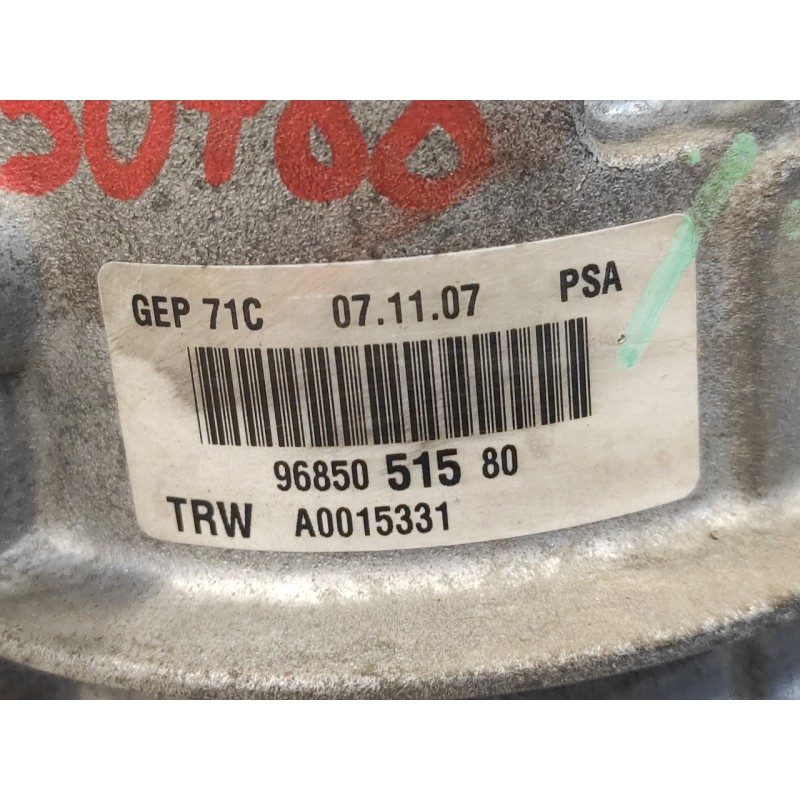 GEP 71C 07.11.07 PSA
96850 515 80
TRW A0015331